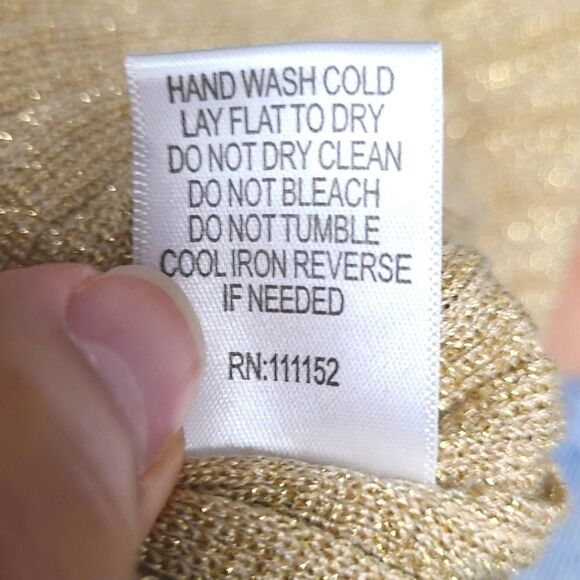 HAND WASH COLD
LAY FLAT TO DRY
DO NOT DRY CLEAN
DO NOT BLEACH
DO NOT TUMBLE
COOL IRON REVERSE
IF NEEDED
RN:111152